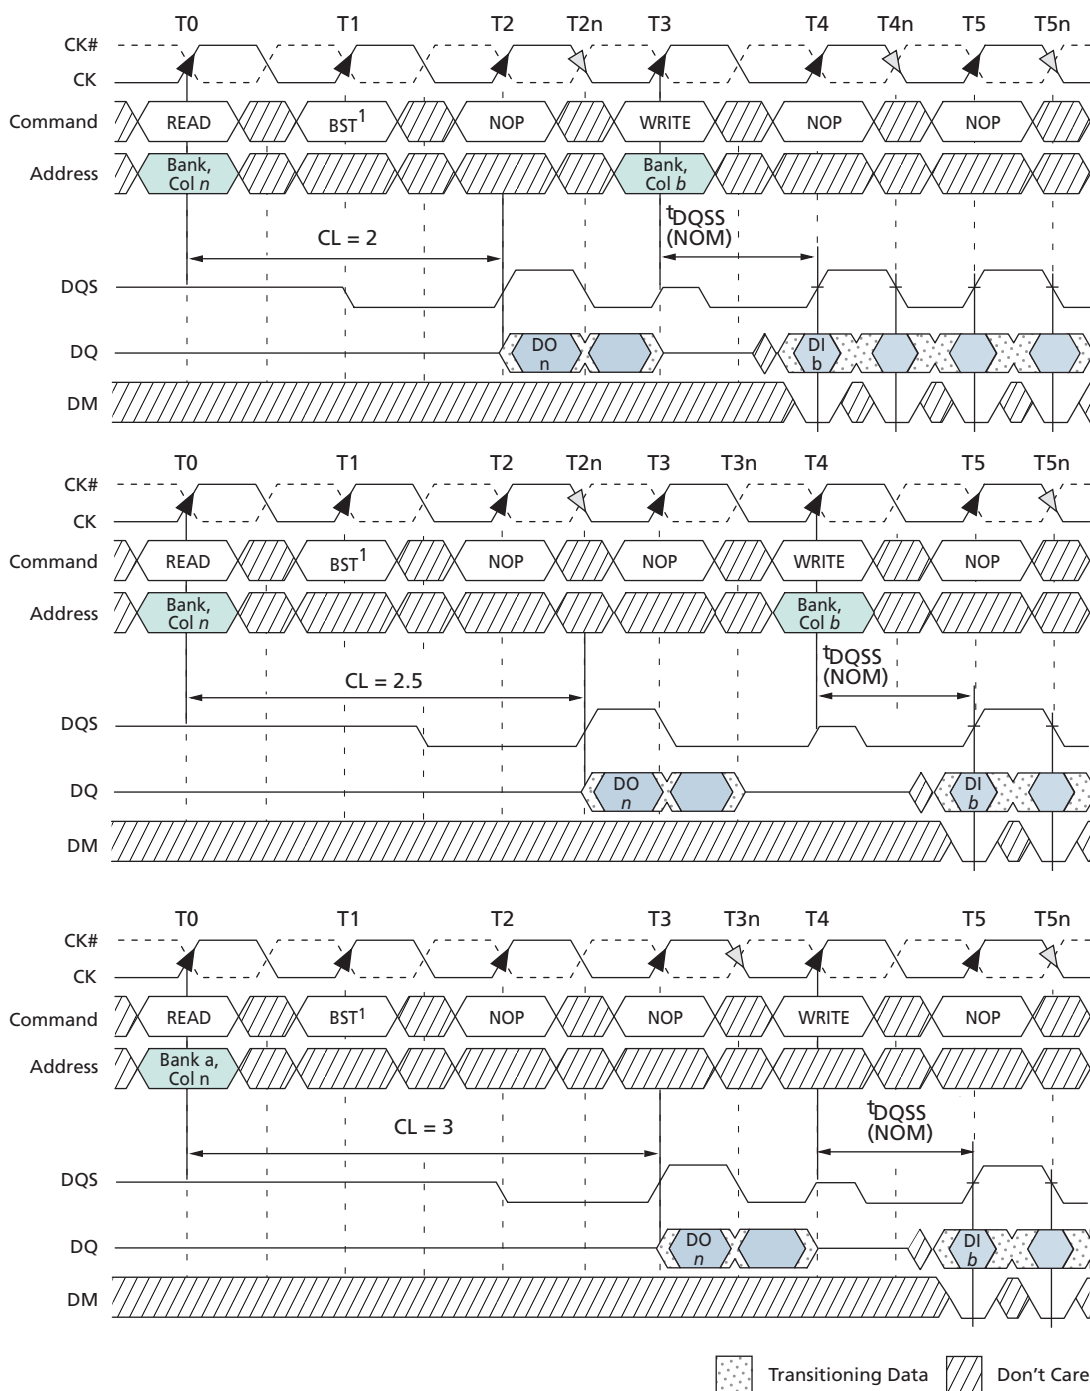 T0 T1 T2 T2n T3 T4 T4n T5 T5n
CK#
CK
Command READ BST1 NOP WRITE NOP NOP
Address Bank, Col n Bank, Col b
CL = 2
tDQSS (NOM)
DQS
DQ DO n DI b
DM
T0 T1 T2 T2n T3 T3n T4 T5 T5n
CK#
CK
Command READ BST1 NOP NOP WRITE NOP
Address Bank, Col n Bank, Col b
CL = 2.5
tDQSS (NOM)
DQS
DQ DO n DI b
DM
T0 T1 T2 T3 T3n T4 T5 T5n
CK#
CK
Command READ BST1 NOP NOP WRITE NOP
Address Bank a, Col n
CL = 3
tDQSS (NOM)
DQS
DQ DO n DI b
DM
Transitioning Data Don't Care